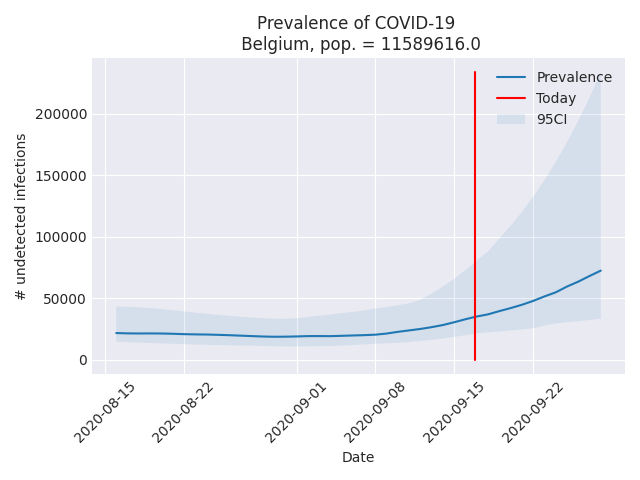 Prevalence of COVID-19
Belgium, pop. = 11589616.0
Prevalence
Today
95CI
200000
150000
100000
50000
0
# undetected infections
2020-08-15
2020-08-22
2020-09-01
2020-09-08
2020-09-15
2020-09-22
Date